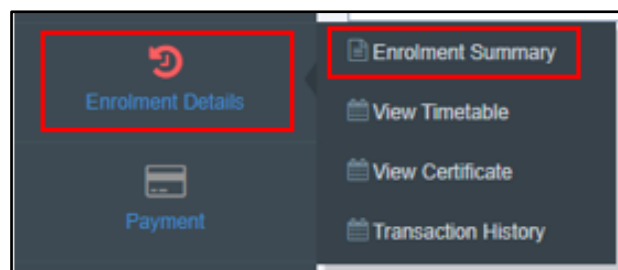 Enrolment Details
Payment
Enrolment Summary
View Timetable
View Certificate
Transaction History